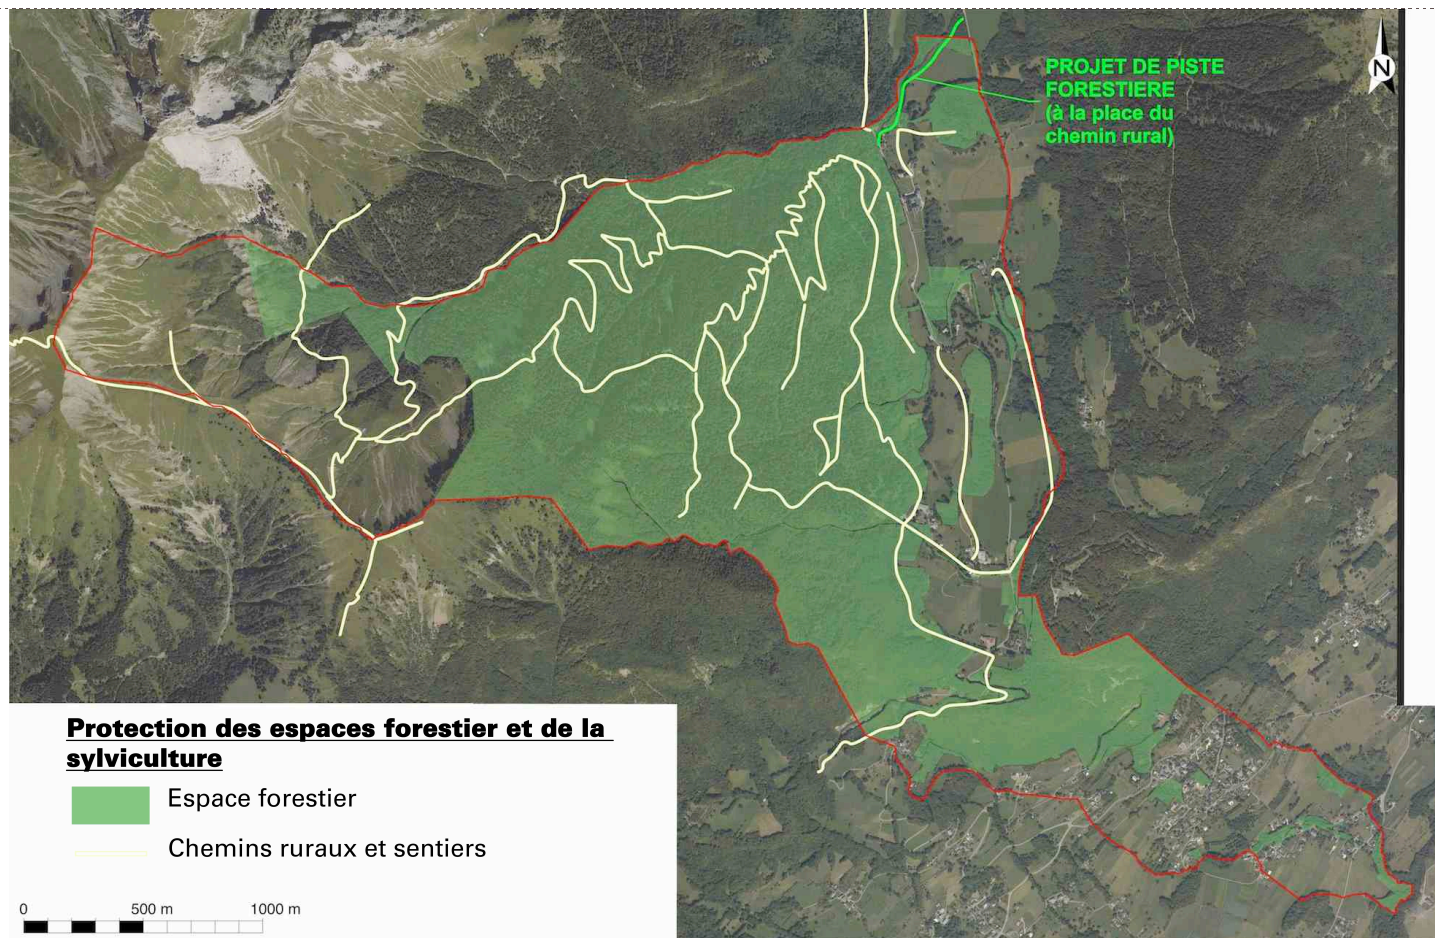 N
PROJET DE PISTE
FORESTIERE
(à la place du
chemin rural)
Protection des espaces forestier et de la
sylviculture
Espace forestier
Chemins ruraux et sentiers
0 500 m 1000 m